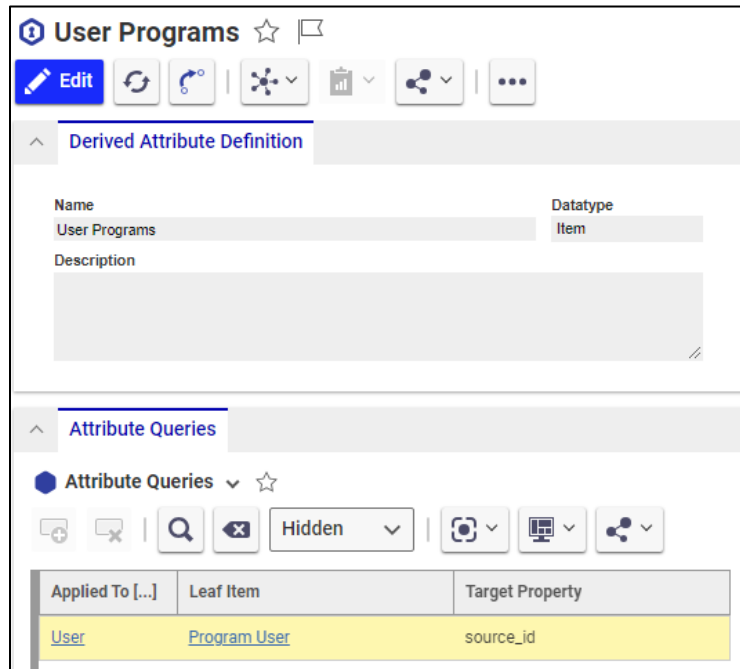 User Programs
Edit
Derived Attribute Definition
Name
Datatype
User Programs
Item
Description
Attribute Queries
Attribute Queries
Hidden
Applied To [...] Leaf Item Target Property
User Program User source_id